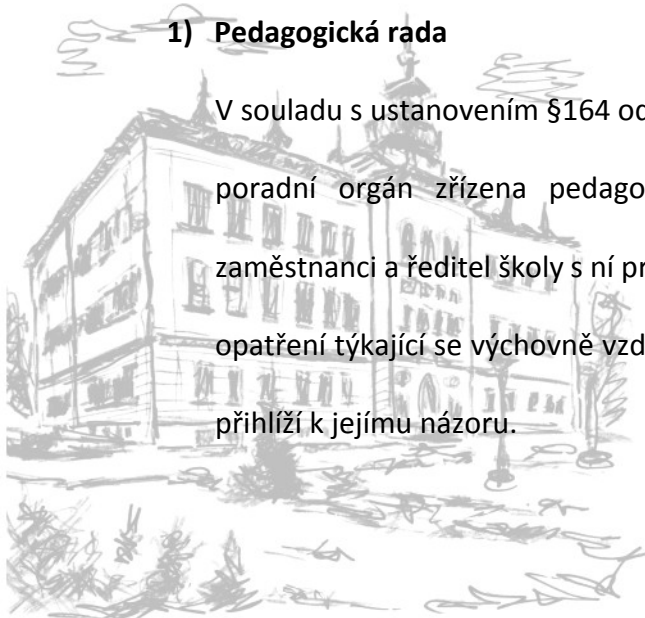 1) Pedagogická rada
V souladu s ustanovením §164 od
poradní orgán zřízena pedago
zaměstnanci a ředitel školy s ní pr
opatření týkající se výchovně vzd
přihlíží k jejímu názoru.